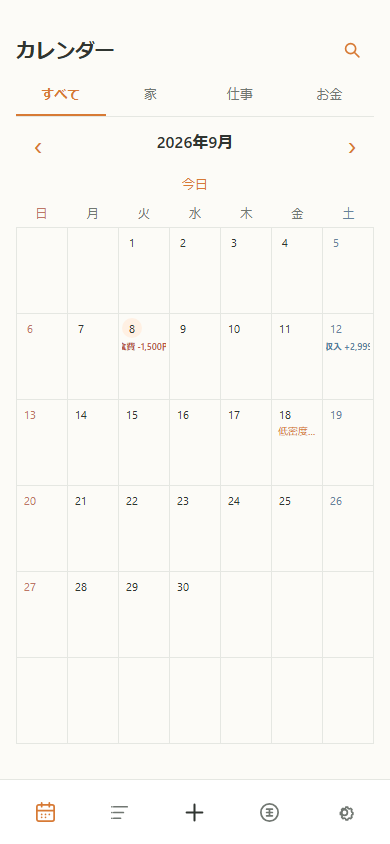 カレンダー
すべて 家 仕事 お金
2026年9月
今日
日 月 火 水 木 金 土
1 2 3 4 5
6 7 8 9 10 11 12
費 -1,500 収入 +2,999
13 14 15 16 17 18 19
低密度...
20 21 22 23 24 25 26
27 28 29 30